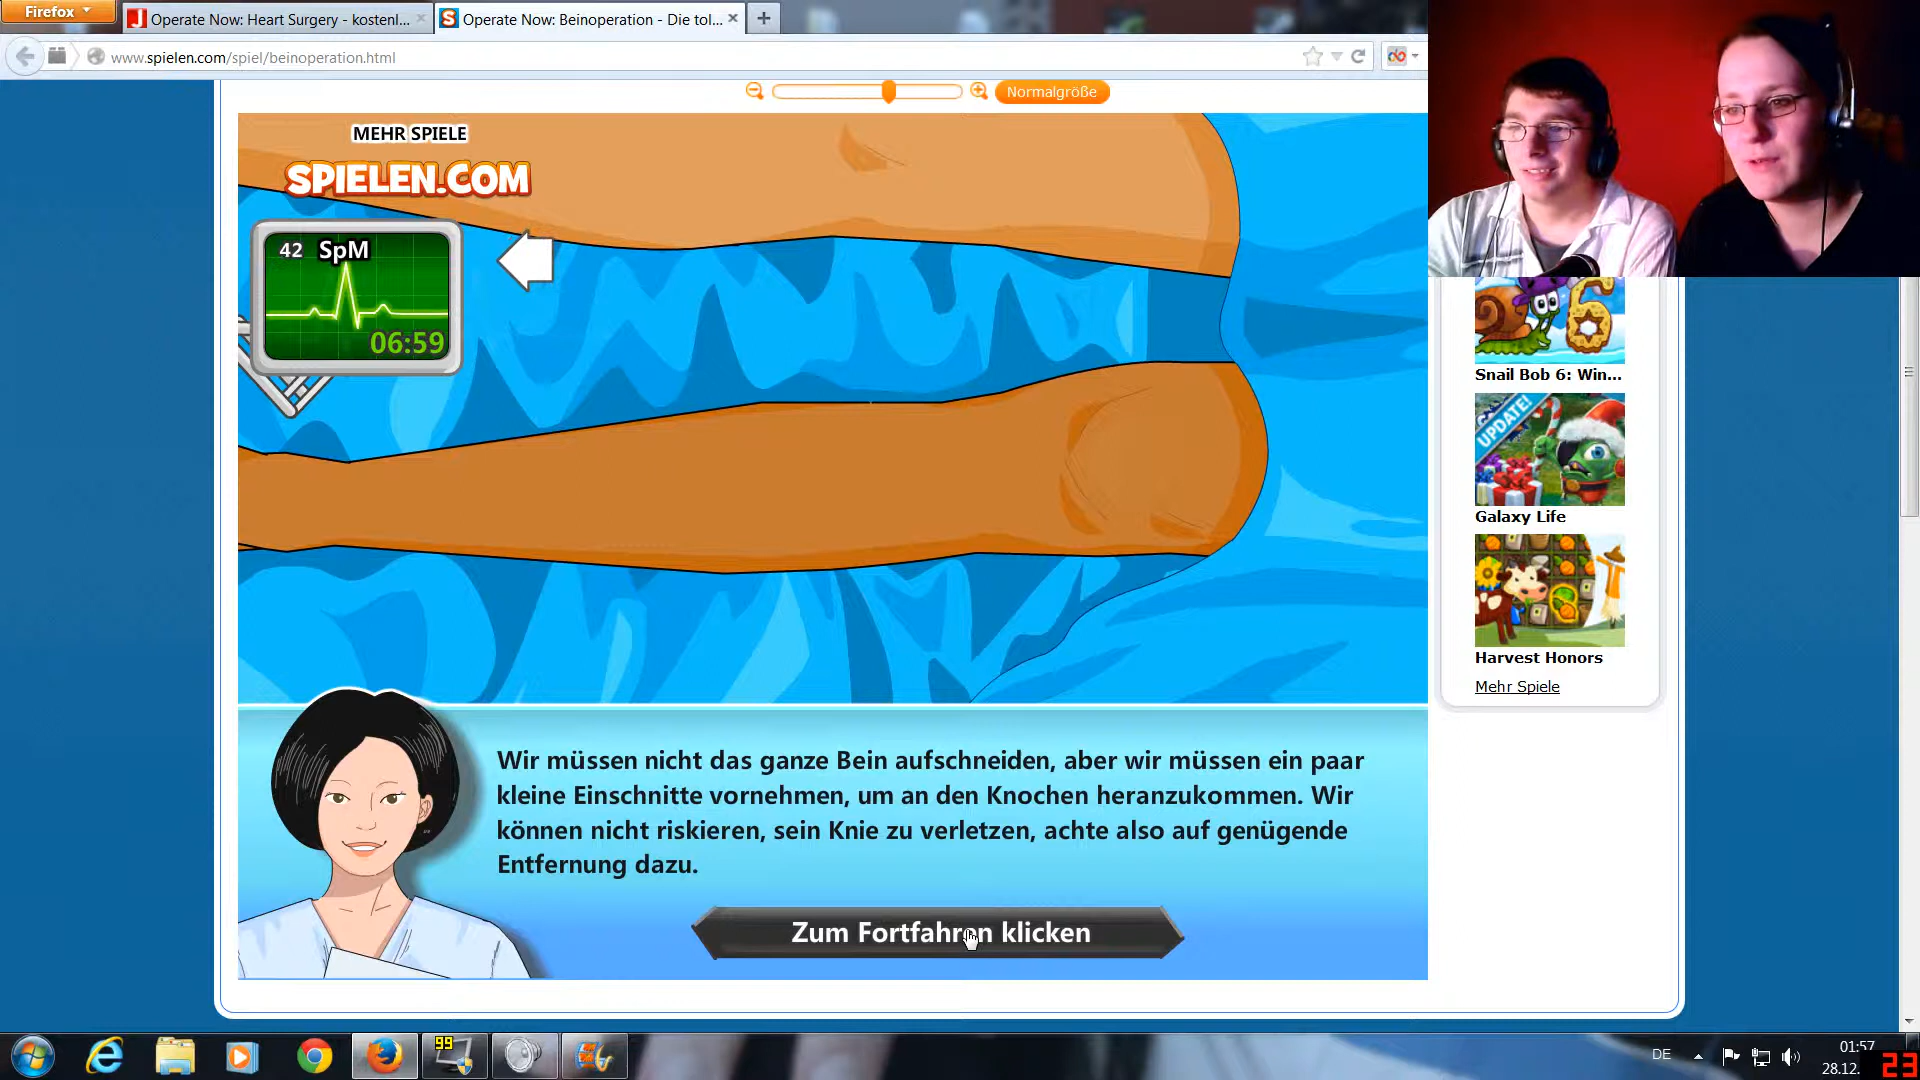 Firefox
Operate Now: Heart Surgery - kostenl...
Operate Now: Beinoperation - Die tol...
www.spielen.com/spiel/beinoperation.html
Normalgröße
MEHR SPIELE
SPIELEN.COM
42 SpM
06:59
6
Snail Bob 6: Win...
UPDATE!
Galaxy Life
Harvest Honors
Mehr Spiele
Wir müssen nicht das ganze Bein aufschneiden, aber wir müssen ein paar
kleine Einschnitte vornehmen, um an den Knochen heranzukommen. Wir
können nicht riskieren, sein Knie zu verletzen, achte also auf genügende
Entfernung dazu.
Zum Fortfahren klicken
99
DE
01:57
28.12.
23